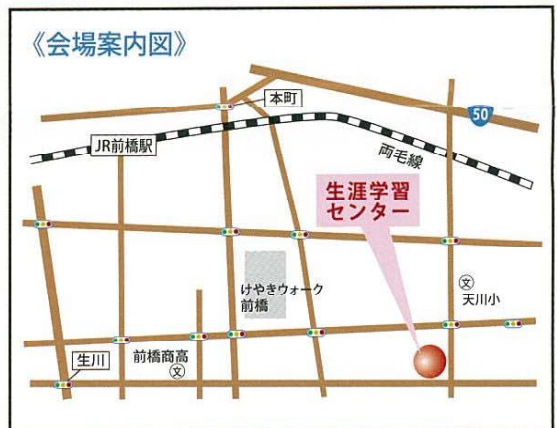 《会場案内図》
本町
50
JR前橋駅
両毛線
生涯学習
センター
けやきウォーク
前橋
文
天川小
生川
前橋商高
文